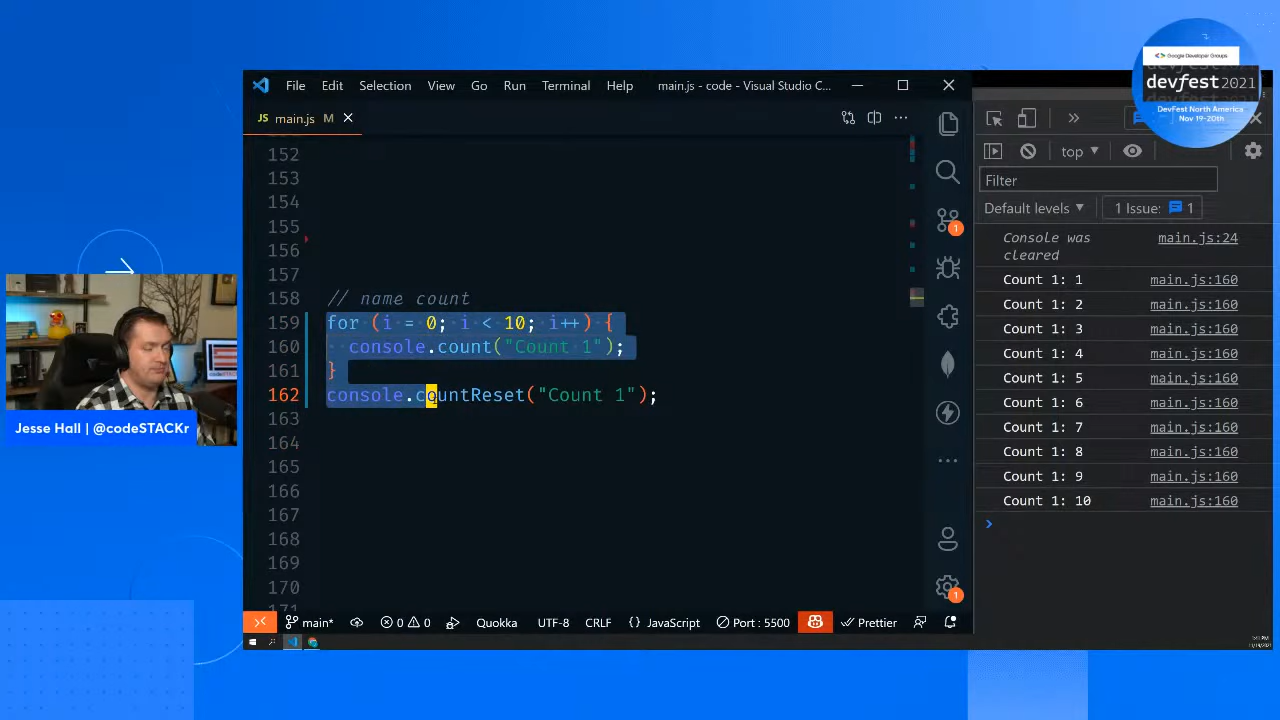 <> Google Developer Groups
devfest 2021
DevFest North America
Nov 19-20th
File Edit Selection View Go Run Terminal Help main.js - code - Visual Studio C...
JS main.js M
152
153
154
155
156
157
158 // name count
159 for (i = 0; i < 10; i++) {
160 console.count("Count 1");
161 }
162 console.countReset("Count 1");
163
164
165
166
167
168
169
170
171
1
1
main* 0 0 Quokka UTF-8 CRLF {} JavaScript Port : 5500 Prettier
top
Filter
Default levels 1 Issue: 1
Console was cleared main.js:24
Count 1: 1 main.js:160
Count 1: 2 main.js:160
Count 1: 3 main.js:160
Count 1: 4 main.js:160
Count 1: 5 main.js:160
Count 1: 6 main.js:160
Count 1: 7 main.js:160
Count 1: 8 main.js:160
Count 1: 9 main.js:160
Count 1: 10 main.js:160
Jesse Hall | @codeSTACKr